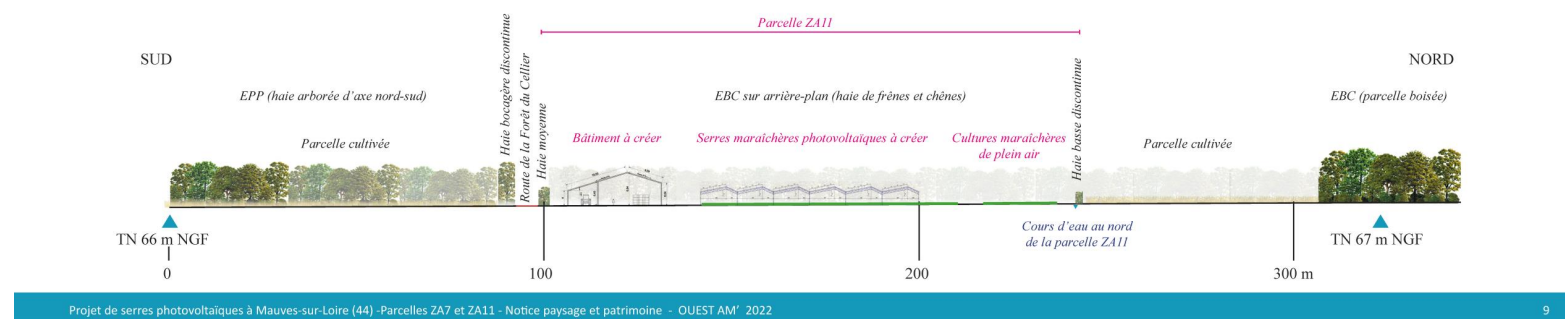 Parcelle ZA11
SUD
NORD
EPP (haie arborée d’axe nord-sud)
Haie bocagère discontinue
Route de la Forêt du Cellier
Haie moyenne
EBC sur arrière-plan (haie de frênes et chênes)
Haie basse discontinue
EBC (parcelle boisée)
Parcelle cultivée
Bâtiment à créer
Serres maraîchères photovoltaïques à créer
Cultures maraîchères
de plein air
Parcelle cultivée
TN 66 m NGF
Cours d’eau au nord
de la parcelle ZA11
TN 67 m NGF
0
100
200
300 m
Projet de serres photovoltaïques à Mauves-sur-Loire (44) -Parcelles ZA7 et ZA11 - Notice paysage et patrimoine - OUEST AM’ 2022
9